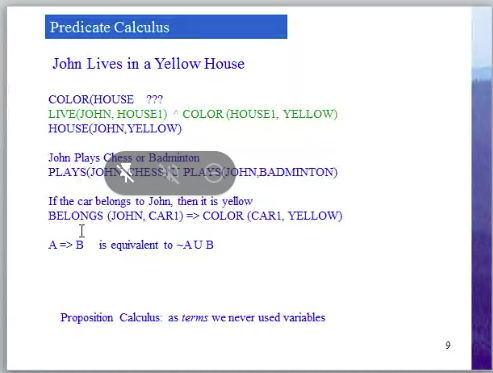 Predicate Calculus
John Lives in a Yellow House
COLOR(HOUSE ???
LIVE(JOHN, HOUSE1) ^ COLOR (HOUSE1, YELLOW)
HOUSE(JOHN,YELLOW)
John Plays Chess or Badminton
PLAYS(JOHN, CHESS) PLAYS(JOHN,BADMINTON)
If the car belongs to John, then it is yellow
BELONGS (JOHN, CAR1) => COLOR (CAR1, YELLOW)
A => B is equivalent to ~A U B
Proposition Calculus: as terms we never used variables
9